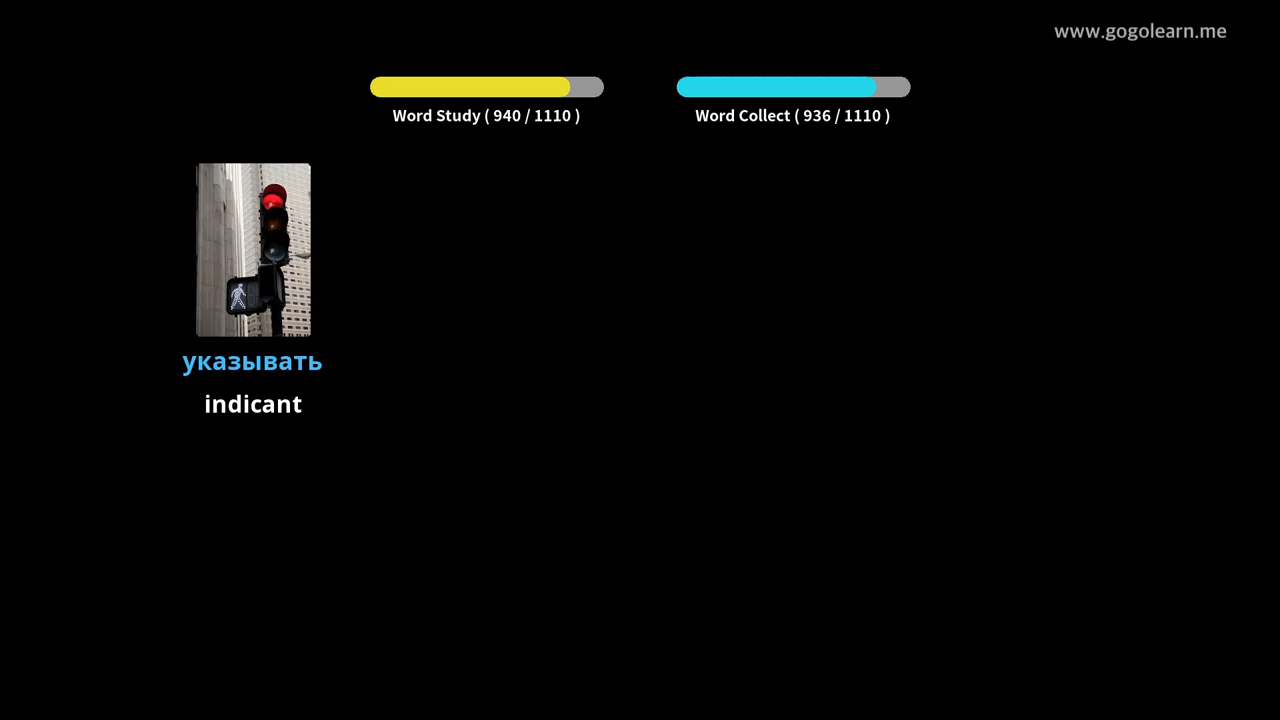 www.gogolearn.me
Word Study ( 940 / 1110 )
Word Collect ( 936 / 1110 )
указывать
indicant